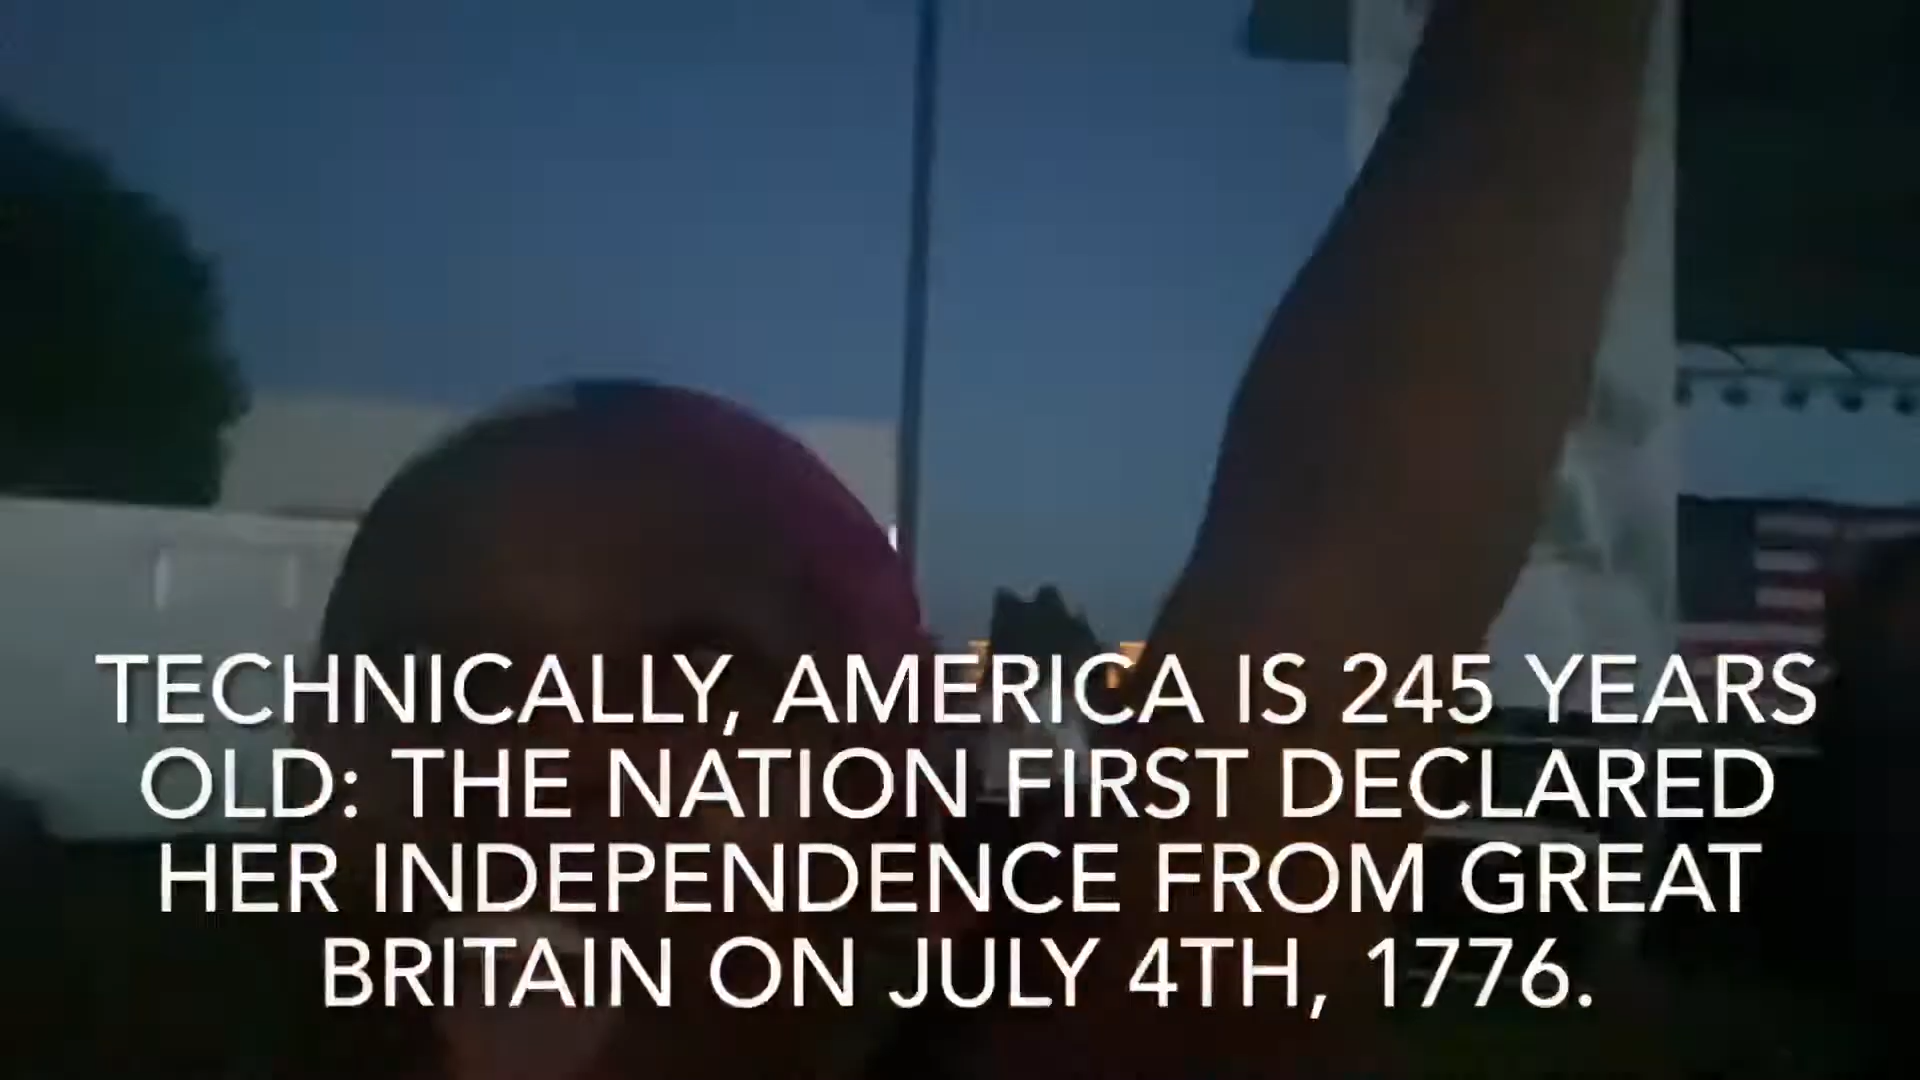 TECHNICALLY, AMERICA IS 245 YEARS
OLD: THE NATION FIRST DECLARED
HER INDEPENDENCE FROM GREAT
BRITAIN ON JULY 4TH, 1776.